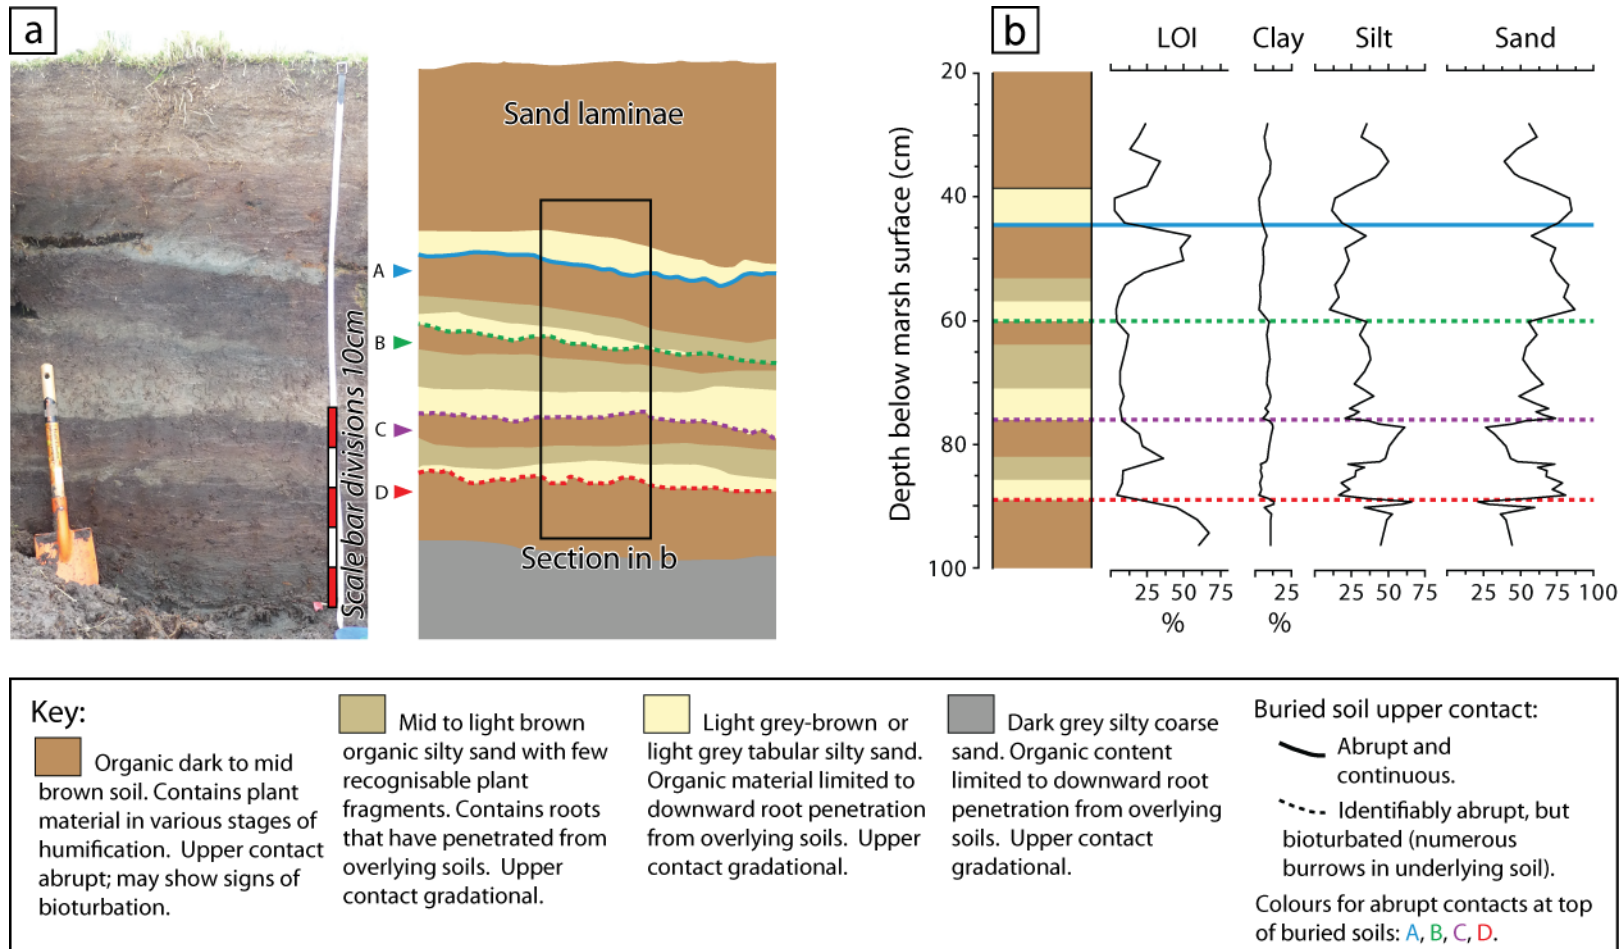 a
Sand laminae
A
B
C
D
Scale bar divisions 10cm
Section in b
b
LOI
Clay
Silt
Sand
Depth below marsh surface (cm)
20
40
60
80
100
25 50 75
25
25 50 75
25 50 75 100
%
%
Key:
Organic dark to mid
brown soil. Contains plant
material in various stages of
humification. Upper contact
abrupt; may show signs of
bioturbation.
Mid to light brown
organic silty sand with few
recognisable plant
fragments. Contains roots
that have penetrated from
overlying soils. Upper
contact gradational.
Light grey-brown or
light grey tabular silty sand.
Organic material limited to
downward root penetration
from overlying soils. Upper
contact gradational.
Dark grey silty coarse
sand. Organic content
limited to downward root
penetration from overlying
soils. Upper contact
gradational.
Buried soil upper contact:
Abrupt and
continuous.
Identifiably abrupt, but
bioturbated (numerous
burrows in underlying soil).
Colours for abrupt contacts at top
of buried soils: A, B, C, D.